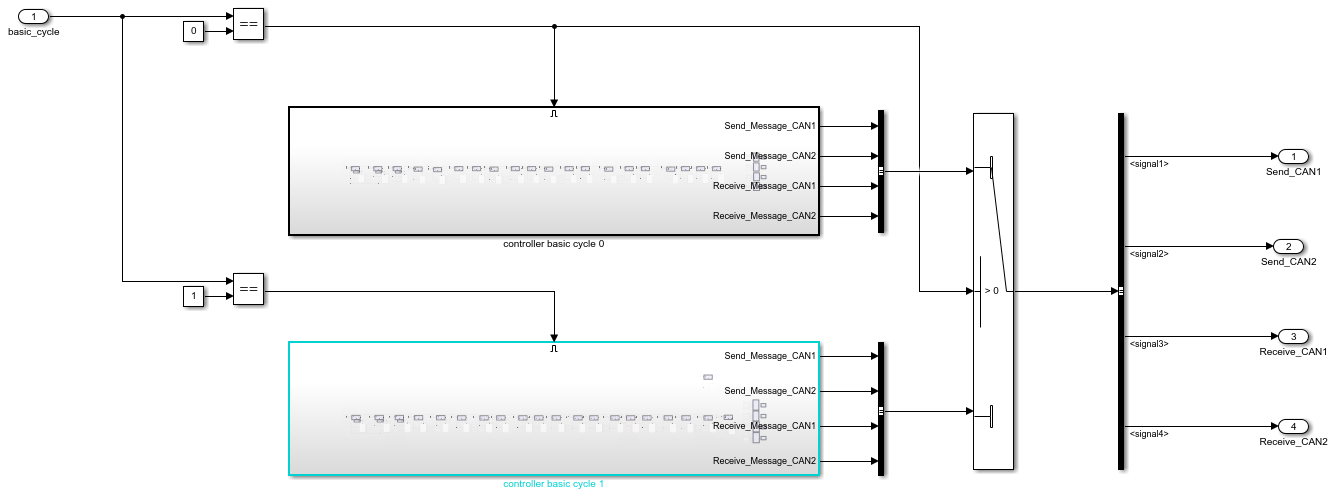 1
basic_cycle
0
==
Send_Message_CAN1
Send_Message_CAN2
Receive_Message_CAN1
Receive_Message_CAN2
controller basic cycle 0
1
==
Send_Message_CAN1
Send_Message_CAN2
Receive_Message_CAN1
Receive_Message_CAN2
controller basic cycle 1
> 0
<signal1>
1
Send_CAN1
<signal2>
2
Send_CAN2
<signal3>
3
Receive_CAN1
<signal4>
4
Receive_CAN2